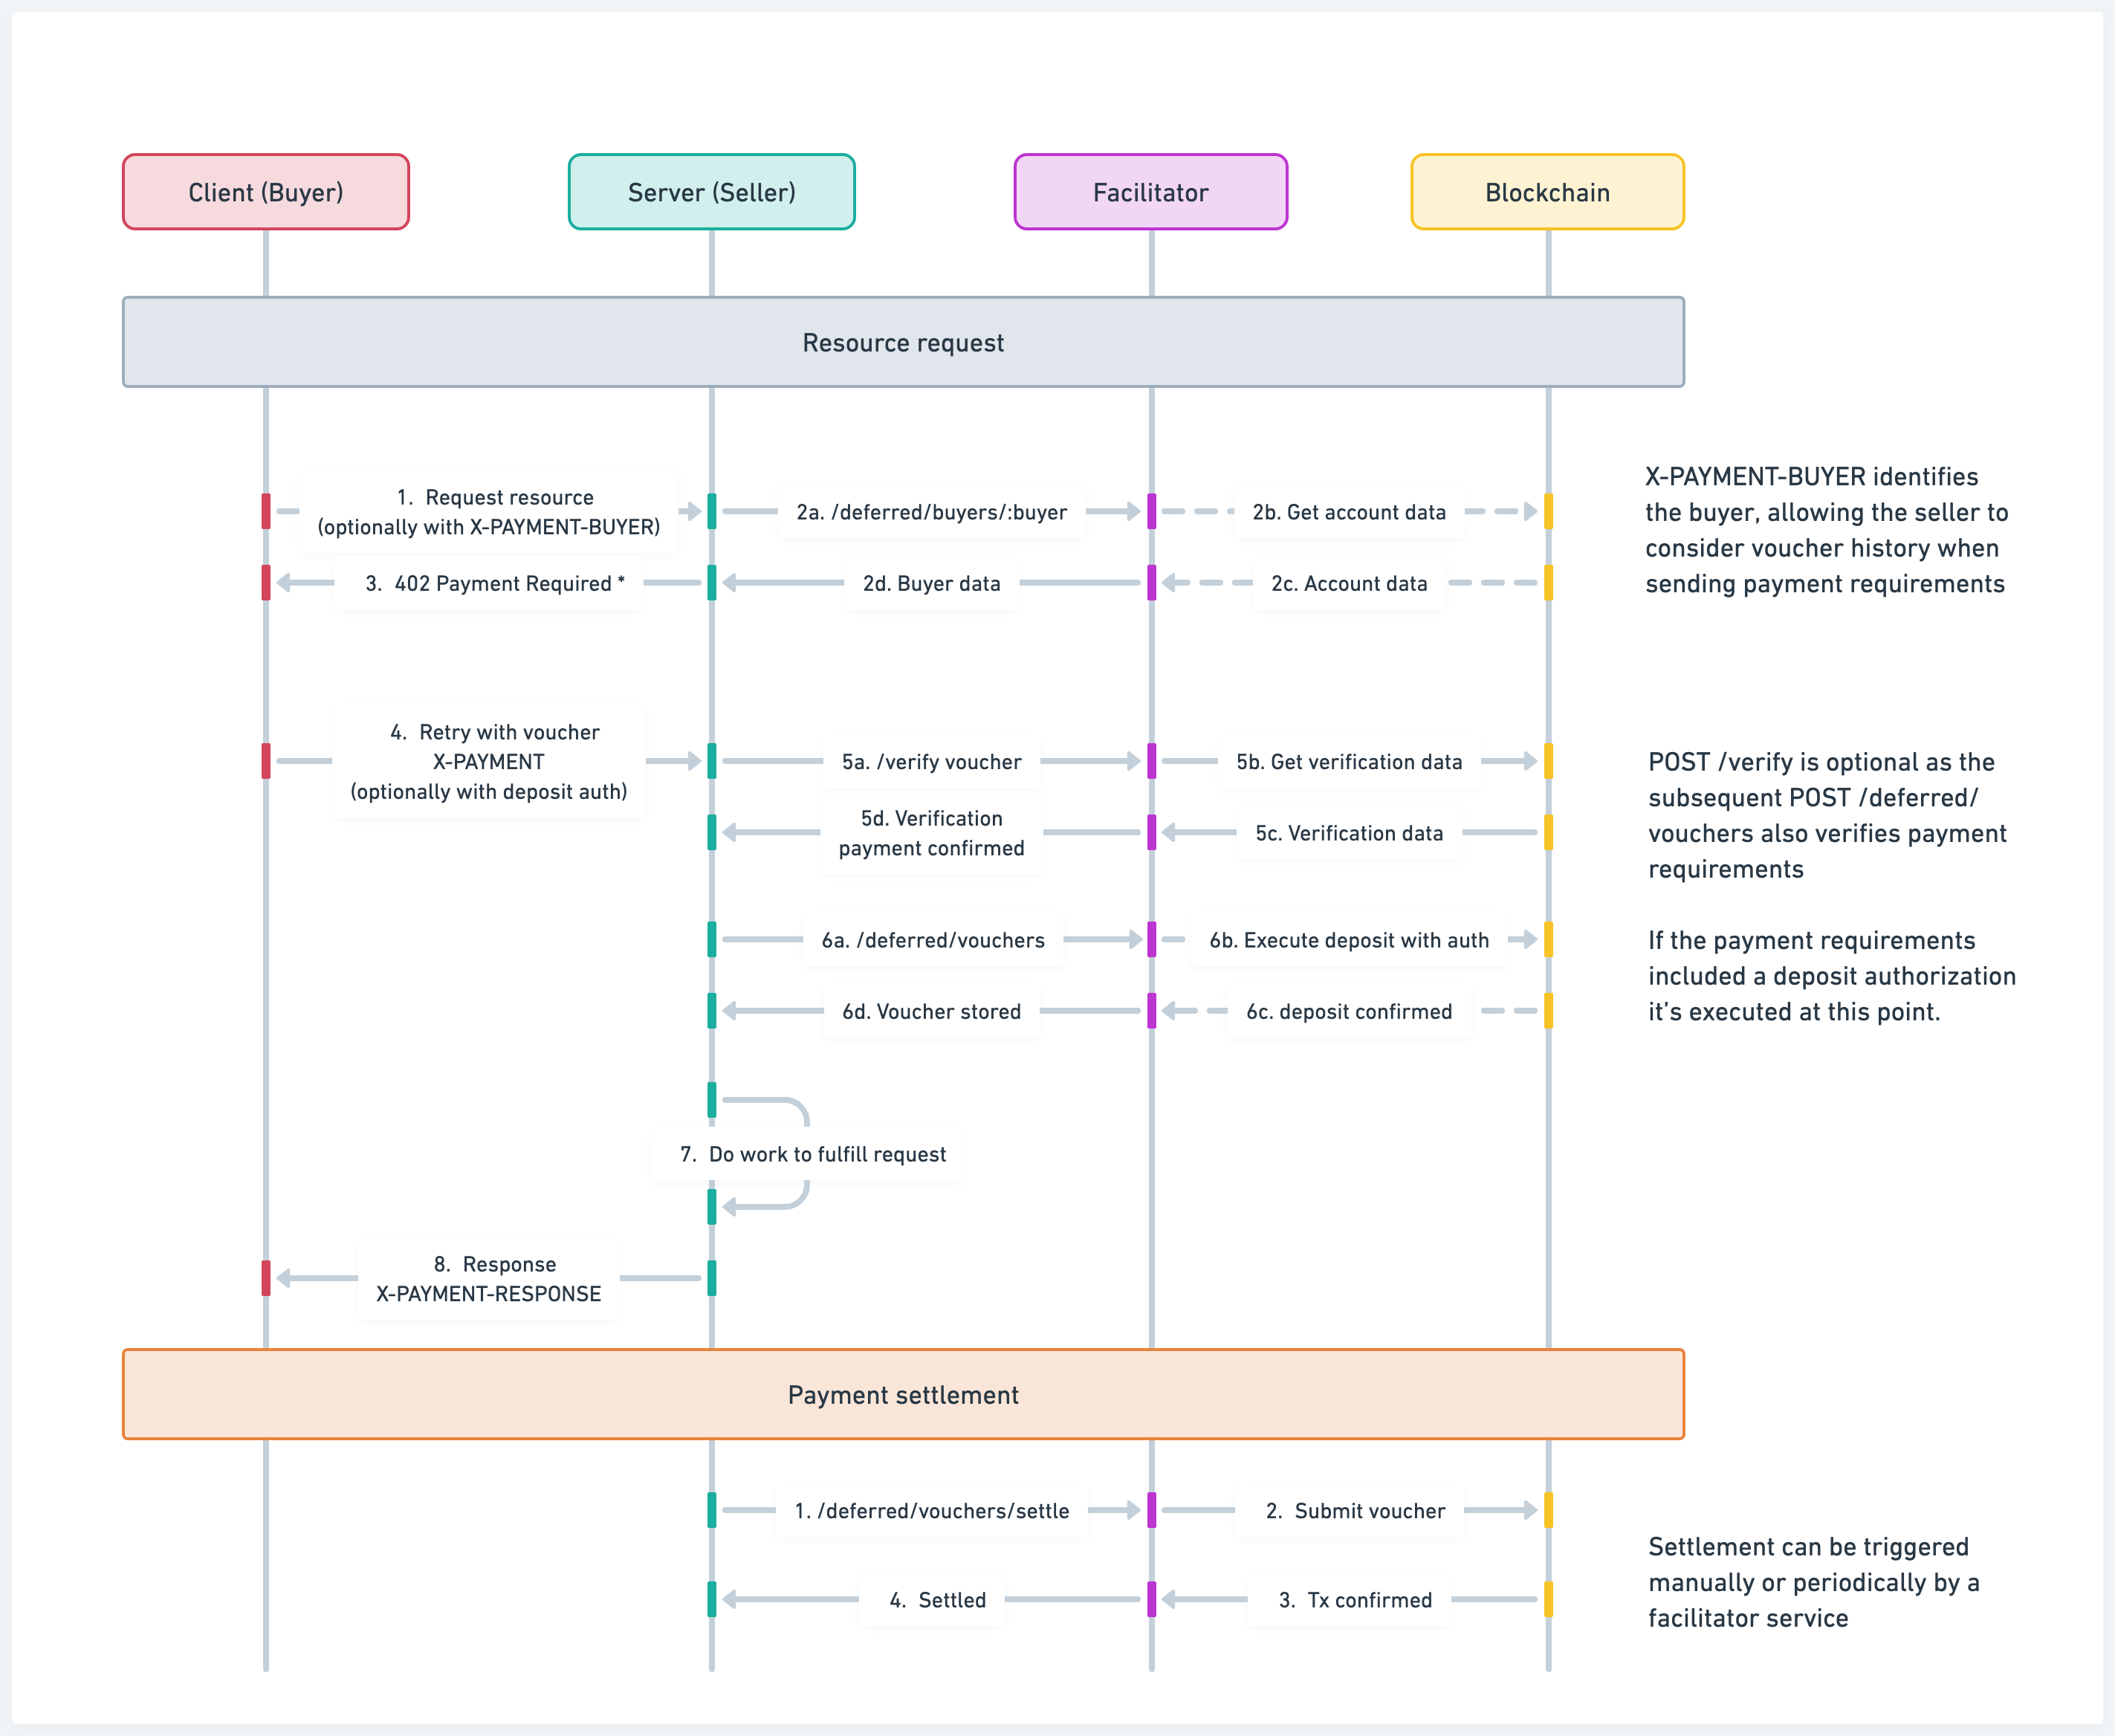 Client (Buyer)
Server (Seller)
Facilitator
Blockchain
Resource request
1. Request resource
(optionally with X-PAYMENT-BUYER)
2a. /deferred/buyers/:buyer
2b. Get account data
3. 402 Payment Required *
2d. Buyer data
2c. Account data
X-PAYMENT-BUYER identifies
the buyer, allowing the seller to
consider voucher history when
sending payment requirements
4. Retry with voucher
X-PAYMENT
(optionally with deposit auth)
5a. /verify voucher
5b. Get verification data
5d. Verification
payment confirmed
5c. Verification data
POST /verify is optional as the
subsequent POST /deferred/
vouchers also verifies payment
requirements
6a. /deferred/vouchers
6b. Execute deposit with auth
6d. Voucher stored
6c. deposit confirmed
If the payment requirements
included a deposit authorization
it’s executed at this point.
7. Do work to fulfill request
8. Response
X-PAYMENT-RESPONSE
Payment settlement
1. /deferred/vouchers/settle
2. Submit voucher
4. Settled
3. Tx confirmed
Settlement can be triggered
manually or periodically by a
facilitator service